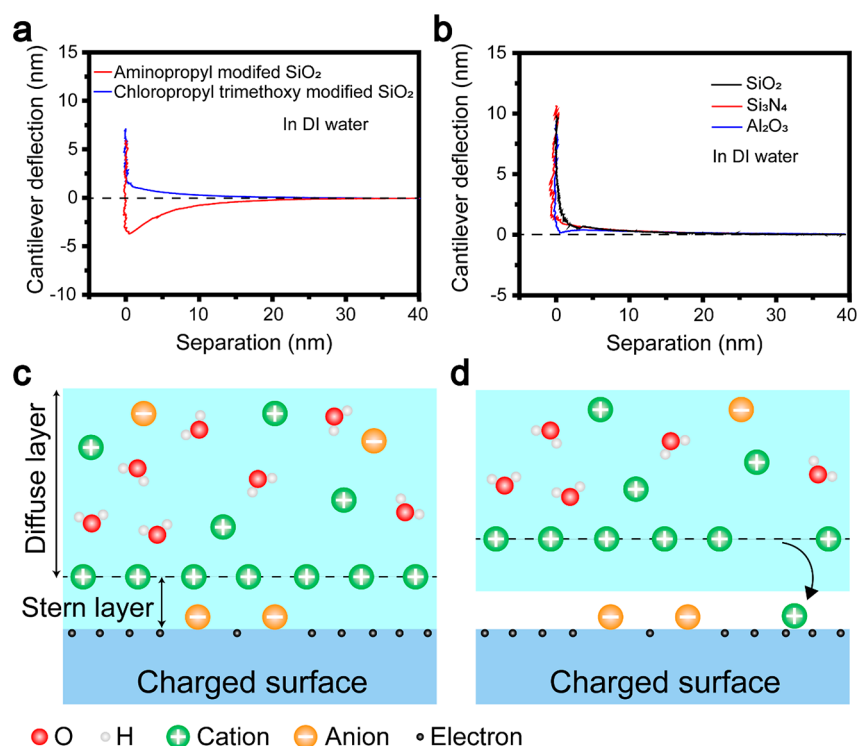 a
15
10
5
0
-5
-10
Cantilever deflection (nm)
Aminopropyl modifed SiO₂
Chloropropyl trimethoxy modified SiO₂
In DI water
0
10
20
30
40
Separation (nm)
b
15
10
5
0
5
Cantilever deflection (nm)
SiO₂
Si₃N₄
Al₂O₃
In DI water
0
10
20
30
40
Separation (nm)
c
Diffuse layer
Stern layer
Charged surface
d
Charged surface
O
H
Cation
Anion
Electron